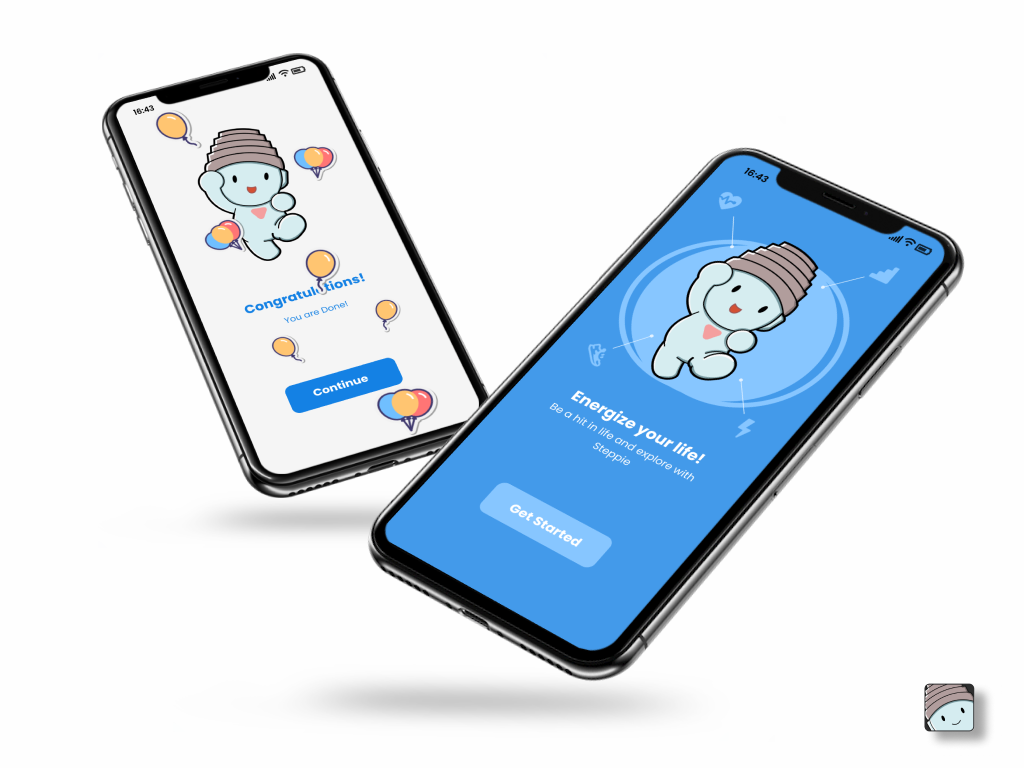 16:43
Congratulations!
You are Done!
Continue
16:43
Energize your life!
Be a hit in life and explore with
Steppie
Get Started